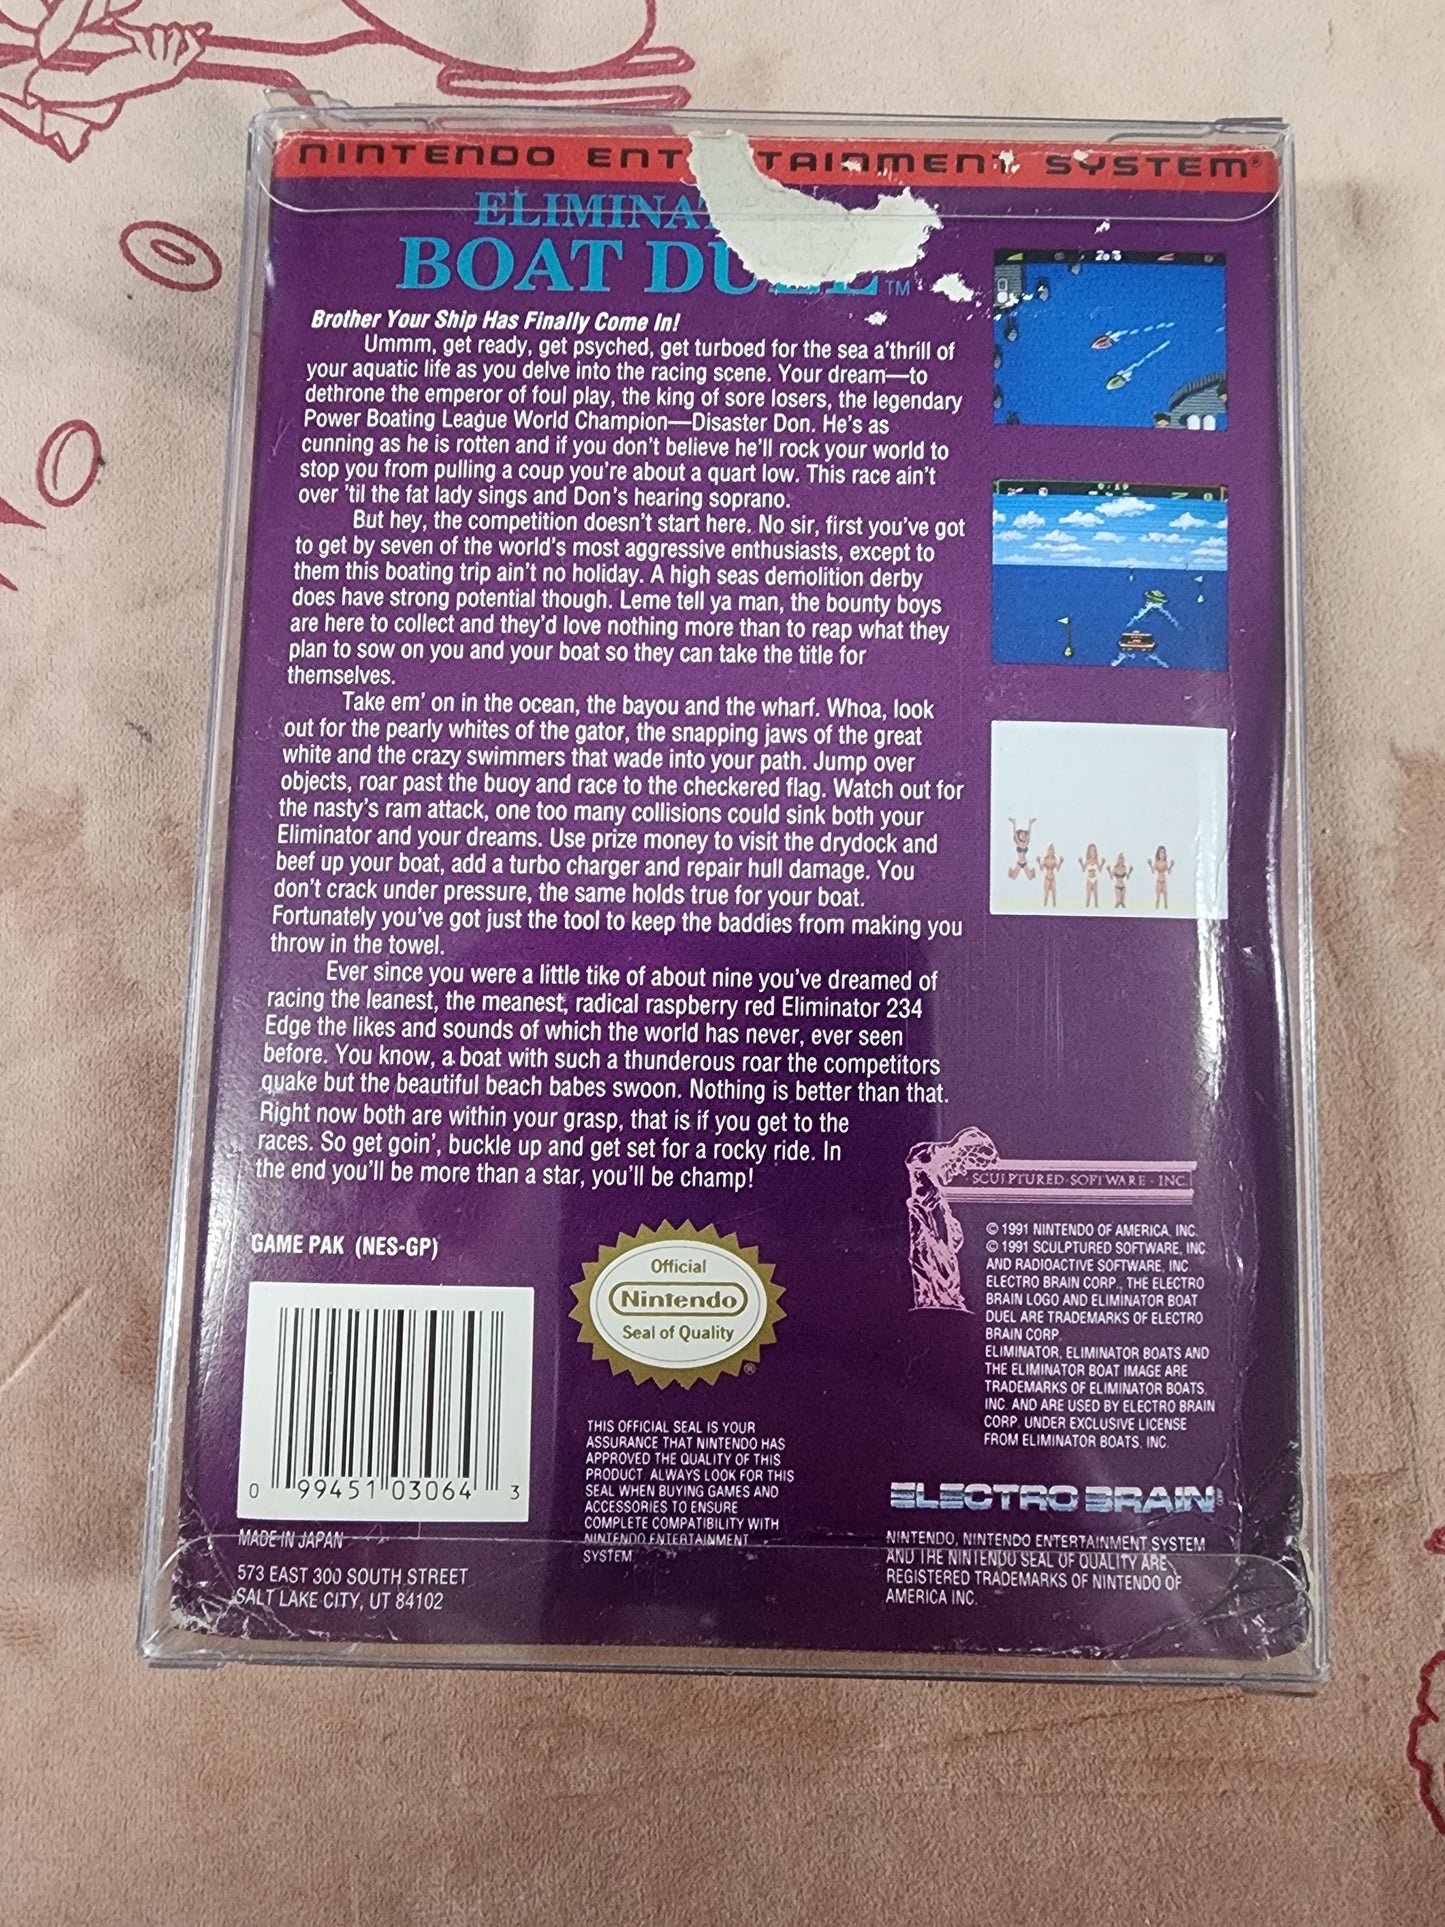 NINTENDO ENT TAINMENT SYSTEM®
ELIMINAT
BOAT DU TM
Brother Your Ship Has Finally Come In!
Ummm, get ready, get psyched, get turboed for the sea a'thrill of
your aquatic life as you delve into the racing scene. Your dream—to
dethrone the emperor of foul play, the king of sore losers, the legendary
Power Boating League World Champion—Disaster Don. He's as
cunning as he is rotten and if you don't believe he'll rock your world to
stop you from pulling a coup you're about a quart low. This race ain't
over 'til the fat lady sings and Don's hearing soprano.
But hey, the competition doesn't start here. No sir, first you've got
to get by seven of the world's most aggressive enthusiasts, except to
them this boating trip ain't no holiday. A high seas demolition derby
does have strong potential though. Leme tell ya man, the bounty boys
are here to collect and they'd love nothing more than to reap what they
plan to sow on you and your boat so they can take the title for
themselves.
Take em' on in the ocean, the bayou and the wharf. Whoa, look
out for the pearly whites of the gator, the snapping jaws of the great
white and the crazy swimmers that wade into your path. Jump over
objects, roar past the buoy and race to the checkered flag. Watch out for
the nasty's ram attack, one too many collisions could sink both your
Eliminator and your dreams. Use prize money to visit the drydock and
beef up your boat, add a turbo charger and repair hull damage. You
don't crack under pressure, the same holds true for your boat.
Fortunately you've got just the tool to keep the baddies from making you
throw in the towel.
Ever since you were a little tike of about nine you've dreamed of
racing the leanest, the meanest, radical raspberry red Eliminator 234
Edge the likes and sounds of which the world has never, ever seen
before. You know, a boat with such a thunderous roar the competitors
quake but the beautiful beach babes swoon. Nothing is better than that.
Right now both are within your grasp, that is if you get to the
races. So get goin', buckle up and get set for a rocky ride. In
the end you'll be more than a star, you'll be champ!
SCULPTURED·SOFTWARE·INC.
GAME PAK (NES-GP)
Official
Nintendo
Seal of Quality
®
© 1991 NINTENDO OF AMERICA, INC.
© 1991 SCULPTURED SOFTWARE, INC.
AND RADIOACTIVE SOFTWARE, INC.
ELECTRO BRAIN CORP., THE ELECTRO
BRAIN LOGO AND ELIMINATOR BOAT
DUEL ARE TRADEMARKS OF ELECTRO
BRAIN CORP.
ELIMINATOR, ELIMINATOR BOATS AND
THE ELIMINATOR BOAT IMAGE ARE
TRADEMARKS OF ELIMINATOR BOATS,
INC. AND ARE USED BY ELECTRO BRAIN
CORP. UNDER EXCLUSIVE LICENSE
FROM ELIMINATOR BOATS, INC.
0 99451 03064 3
THIS OFFICIAL SEAL IS YOUR
ASSURANCE THAT NINTENDO HAS
APPROVED THE QUALITY OF THIS
PRODUCT. ALWAYS LOOK FOR THIS
SEAL WHEN BUYING GAMES AND
ACCESSORIES TO ENSURE
COMPLETE COMPATIBILITY WITH
NINTENDO ENTERTAINMENT
SYSTEM.
ELECTRO BRAIN
MADE IN JAPAN
573 EAST 300 SOUTH STREET
SALT LAKE CITY, UT 84102
NINTENDO, NINTENDO ENTERTAINMENT SYSTEM
AND THE NINTENDO SEAL OF QUALITY ARE
REGISTERED TRADEMARKS OF NINTENDO OF
AMERICA INC.